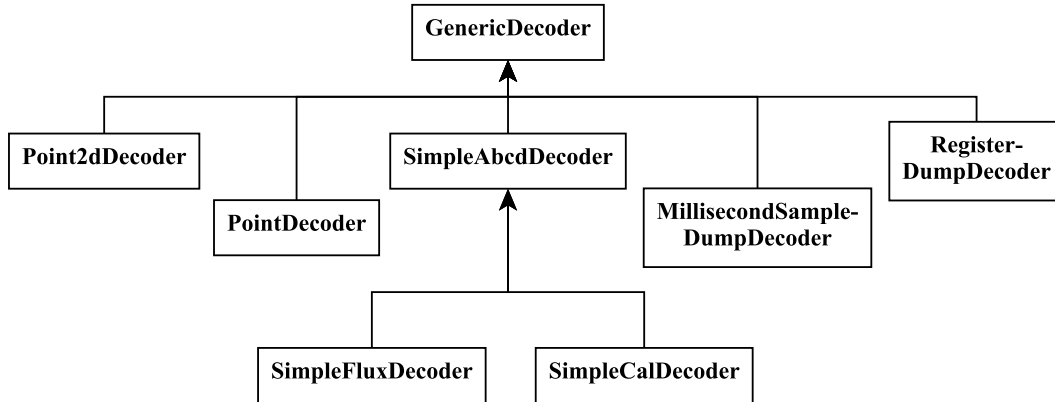 GenericDecoder
Point2dDecoder
SimpleAbcdDecoder
Register-
DumpDecoder
PointDecoder
MillisecondSample-
DumpDecoder
SimpleFluxDecoder
SimpleCalDecoder